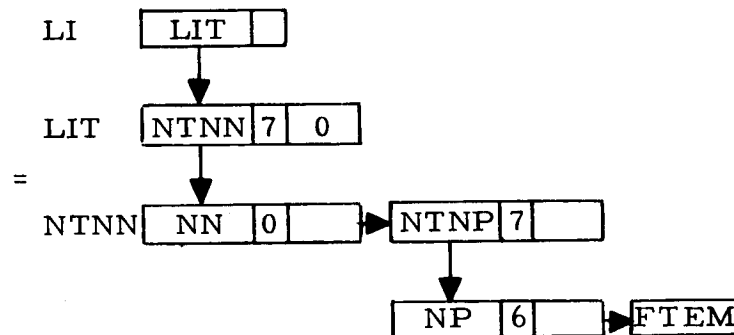 LI LIT
LIT NTNN 7 0
=
NTNN NN 0 NTNP 7
NP 6 FTEM